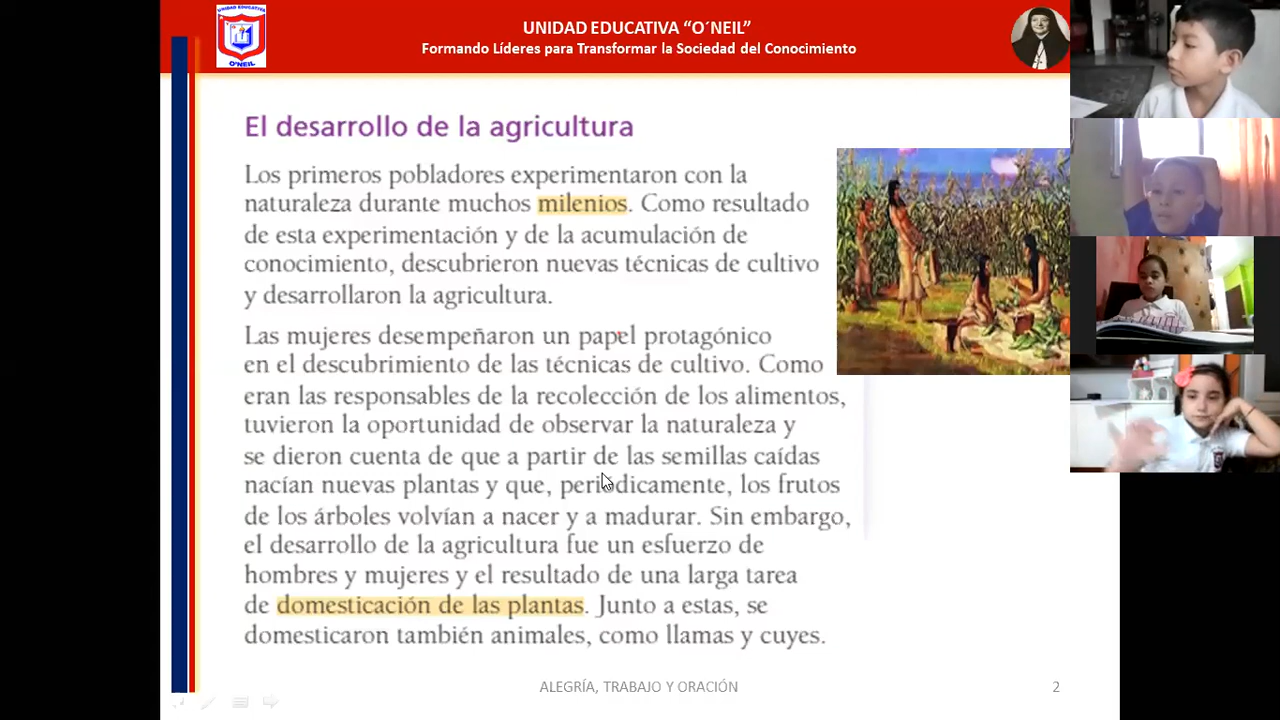 UNIDAD EDUCATIVA
O'NEIL
UNIDAD EDUCATIVA “O´NEIL”
Formando Líderes para Transformar la Sociedad del Conocimiento
El desarrollo de la agricultura
Los primeros pobladores experimentaron con la
naturaleza durante muchos milenios. Como resultado
de esta experimentación y de la acumulación de
conocimiento, descubrieron nuevas técnicas de cultivo
y desarrollaron la agricultura.
Las mujeres desempeñaron un papel protagónico
en el descubrimiento de las técnicas de cultivo. Como
eran las responsables de la recolección de los alimentos,
tuvieron la oportunidad de observar la naturaleza y
se dieron cuenta de que a partir de las semillas caídas
nacían nuevas plantas y que, periódicamente, los frutos
de los árboles volvían a nacer y a madurar. Sin embargo,
el desarrollo de la agricultura fue un esfuerzo de
hombres y mujeres y el resultado de una larga tarea
de domesticación de las plantas. Junto a estas, se
domesticaron también animales, como llamas y cuyes.
ALEGRÍA, TRABAJO Y ORACIÓN
2